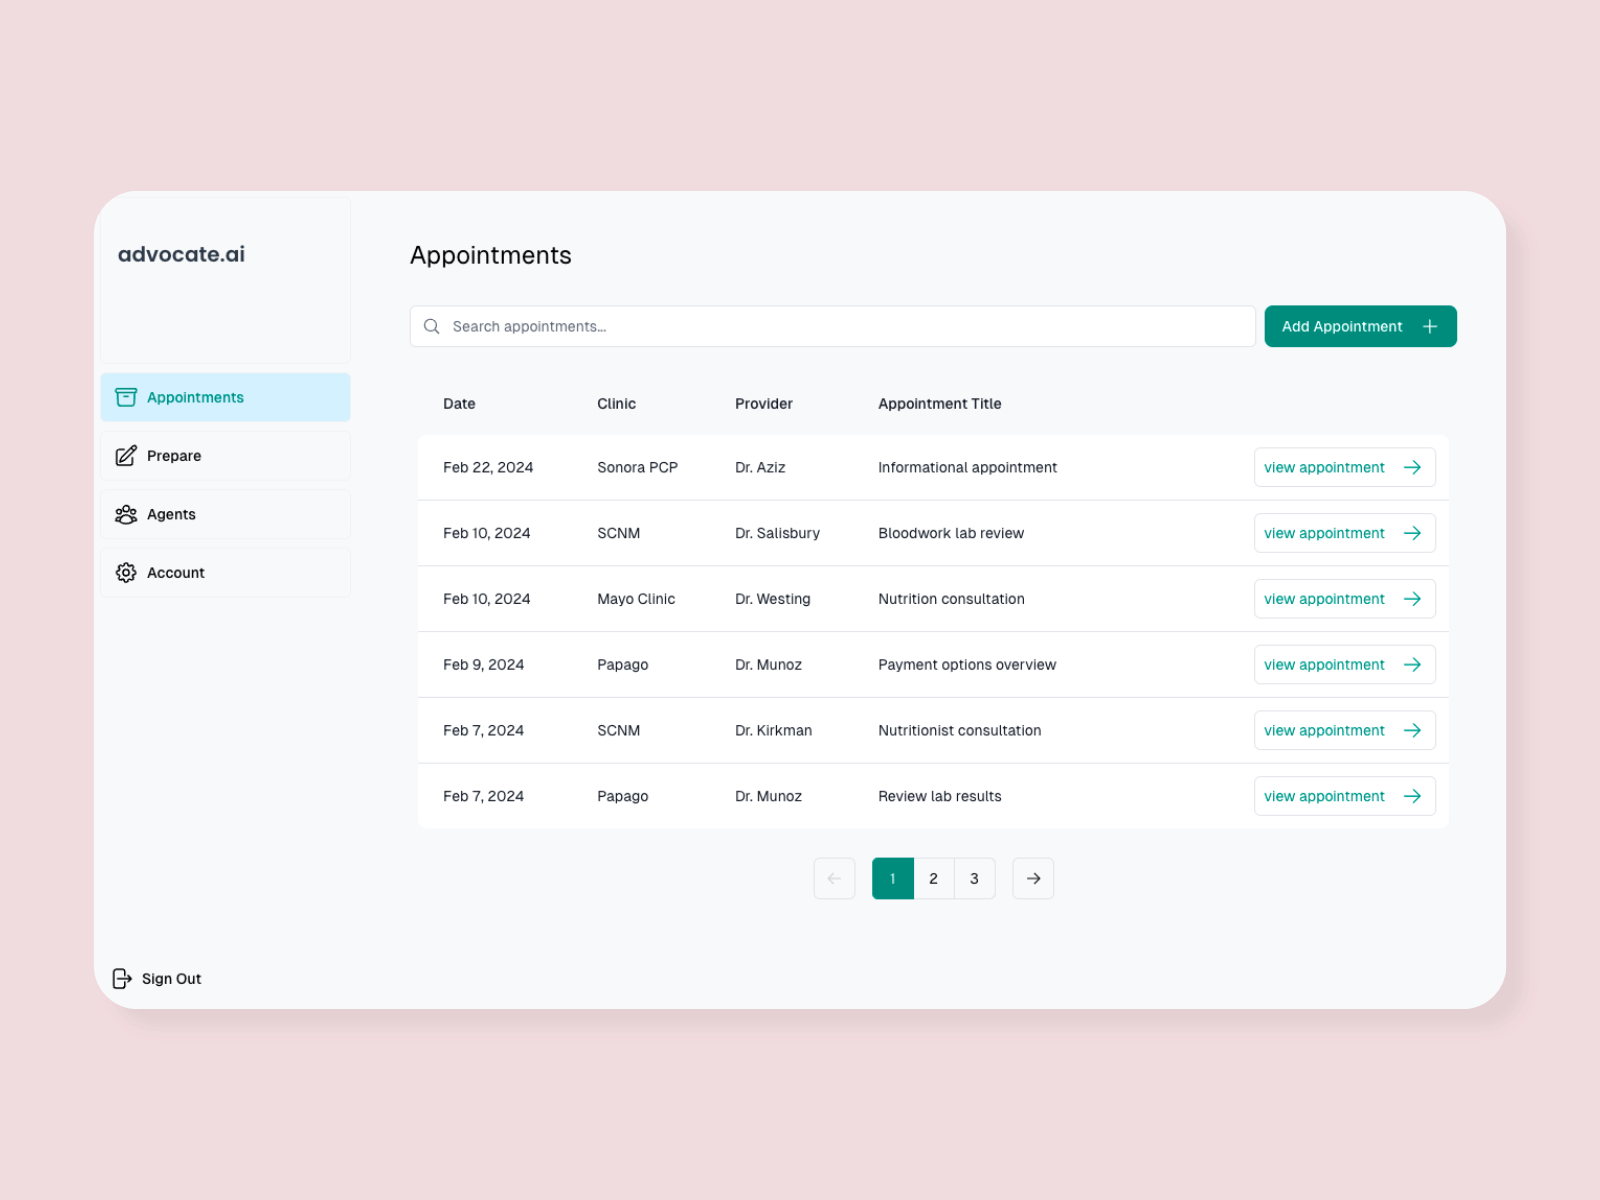 advocate.ai
Appointments
Prepare
Agents
Account
Sign Out
Appointments
Search appointments...
Add Appointment
Date Clinic Provider Appointment Title
Feb 22, 2024 Sonora PCP Dr. Aziz Informational appointment view appointment
Feb 10, 2024 SCNM Dr. Salisbury Bloodwork lab review view appointment
Feb 10, 2024 Mayo Clinic Dr. Westing Nutrition consultation view appointment
Feb 9, 2024 Papago Dr. Munoz Payment options overview view appointment
Feb 7, 2024 SCNM Dr. Kirkman Nutritionist consultation view appointment
Feb 7, 2024 Papago Dr. Munoz Review lab results view appointment
1 2 3